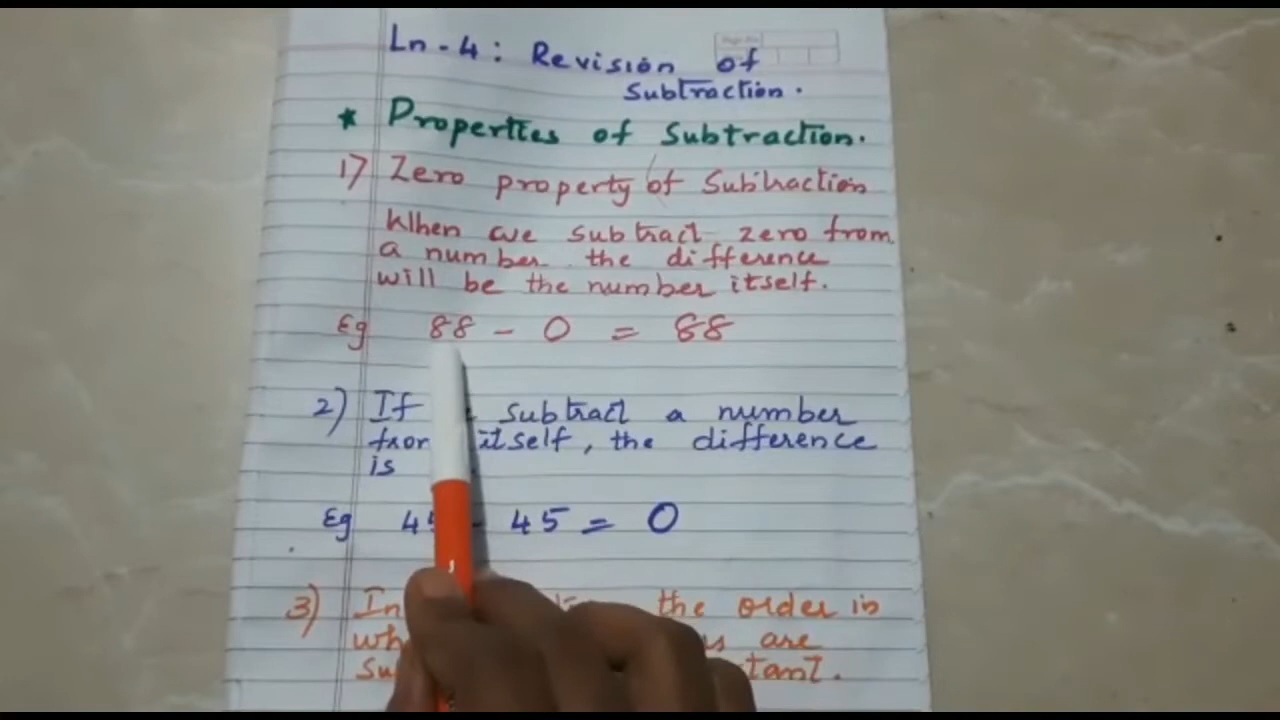 Ln - 4 : Revision of
Subtraction.
* Properties of Subtraction.
1) Zero property of Subtraction
When we subtract zero from
a number the difference
will be the number itself.
Eg 88 - 0 = 88
2) If subtract a number
itself, the difference
is
Eg 45 - 45 = 0
3) In the order in
are